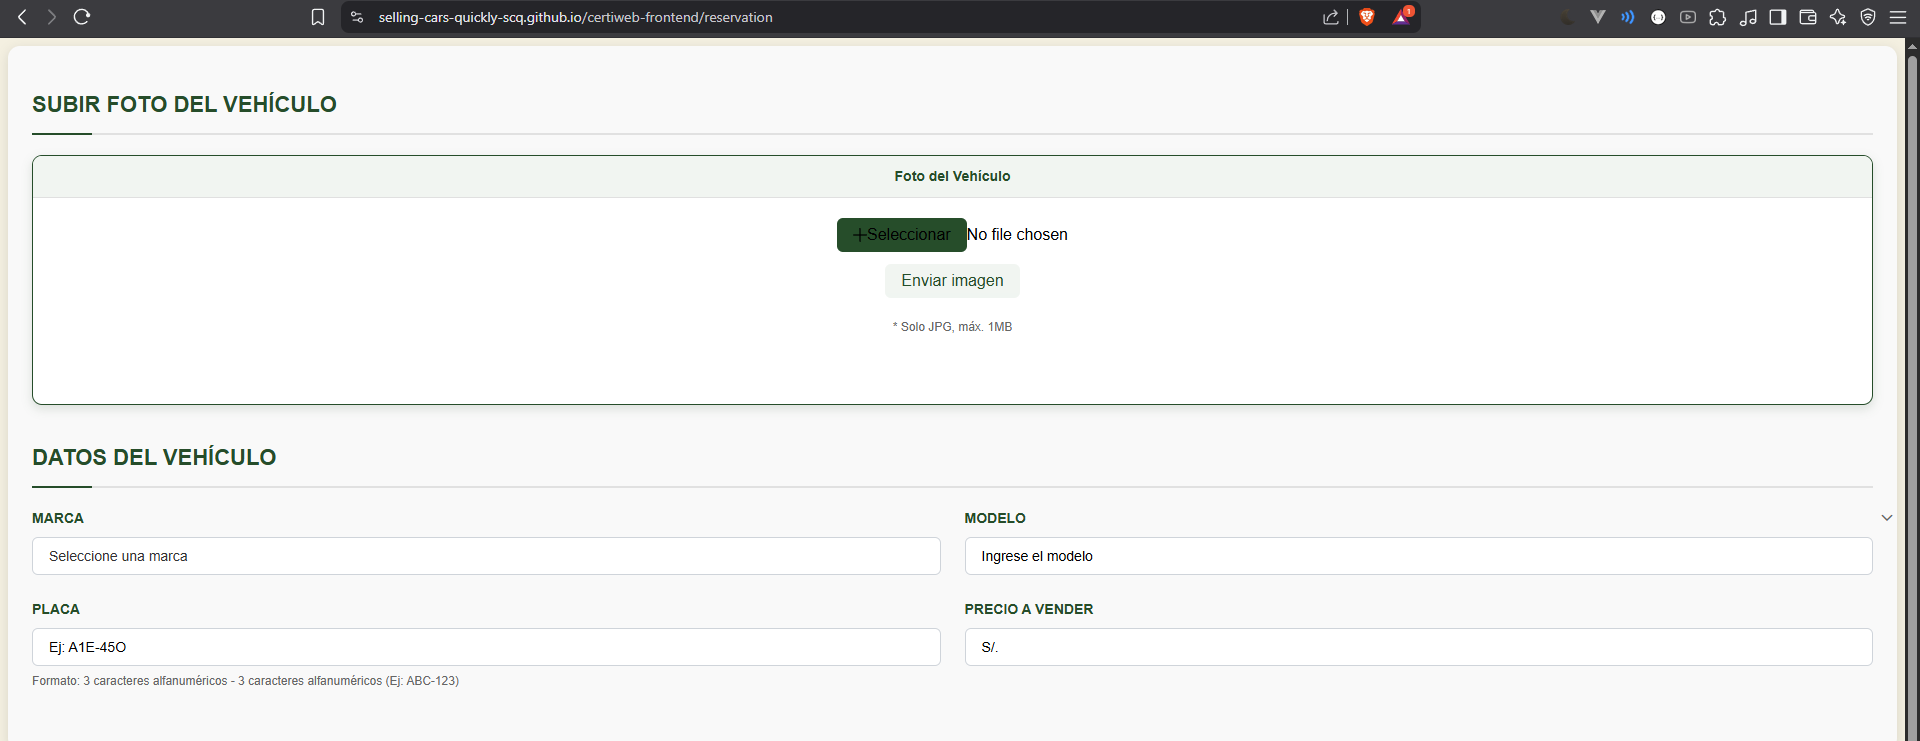 selling-cars-quickly-scq.github.io/certiweb-frontend/reservation
1
SUBIR FOTO DEL VEHÍCULO
Foto del Vehículo
+Seleccionar No file chosen
Enviar imagen
* Solo JPG, máx. 1MB
DATOS DEL VEHÍCULO
MARCA
Seleccione una marca
MODELO
Ingrese el modelo
PLACA
Ej: A1E-45O
Formato: 3 caracteres alfanuméricos - 3 caracteres alfanuméricos (Ej: ABC-123)
PRECIO A VENDER
S/.